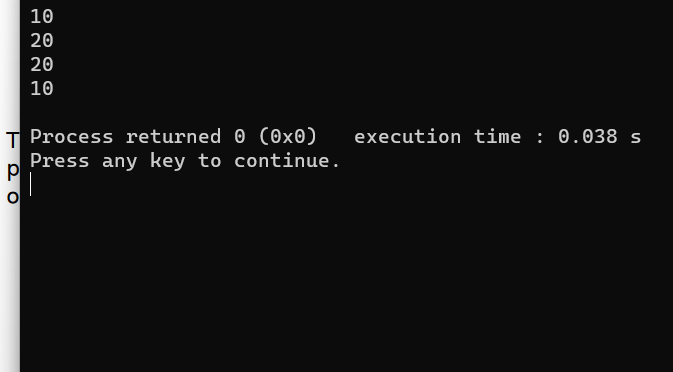 10
20
20
10
Process returned 0 (0x0)   execution time : 0.038 s
Press any key to continue.
T
p
o